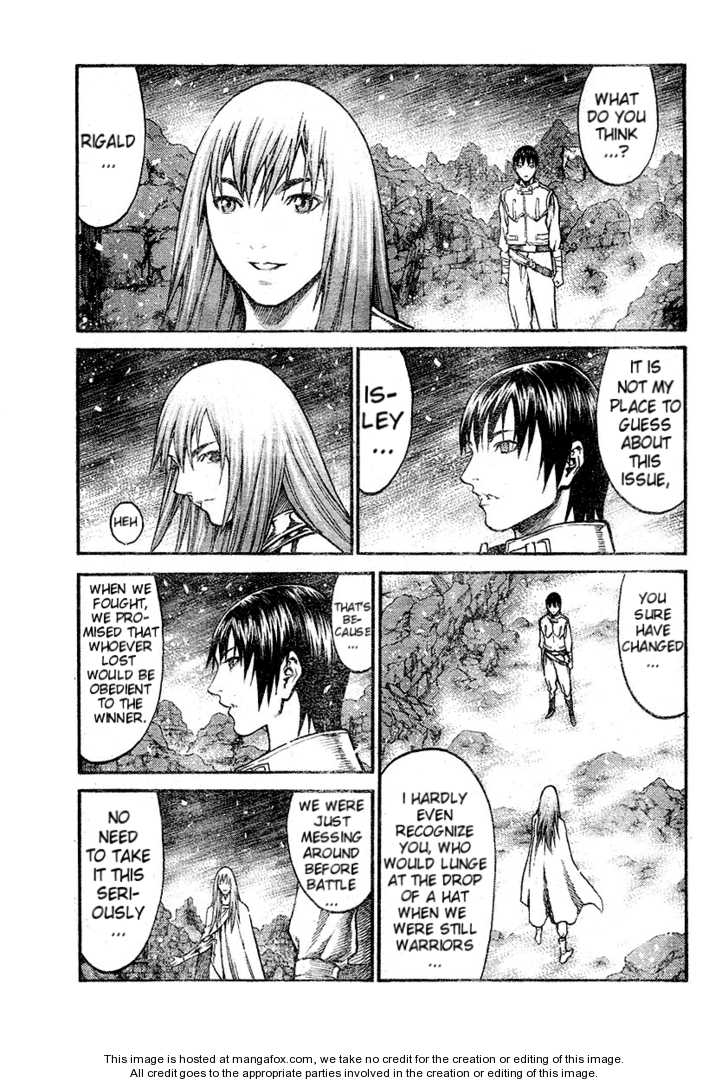 WHAT
DO YOU
THINK
...?
RIGALD
...
IT IS
NOT MY
PLACE TO
GUESS
ABOUT
THIS
ISSUE,
IS-
LEY
...
HEH
YOU
SURE
HAVE
CHANGED
...
I HARDLY
EVEN
RECOGNIZE
YOU, WHO
WOULD LUNGE
AT THE DROP
OF A HAT
WHEN WE
WERE STILL
WARRIORS
...
THAT'S
BE-
CAUSE
...
WHEN WE
FOUGHT,
WE PRO-
MISED THAT
WHOEVER
LOST
WOULD BE
OBEDIENT
TO THE
WINNER.
WE WERE
JUST
MESSING
AROUND
BEFORE
BATTLE
...
NO
NEED
TO TAKE
IT THIS
SERI-
OUSLY
...
This image is hosted at mangafox.com, we take no credit for the creation or editing of this image.
All credit goes to the appropriate parties involved in the creation or editing of this image.